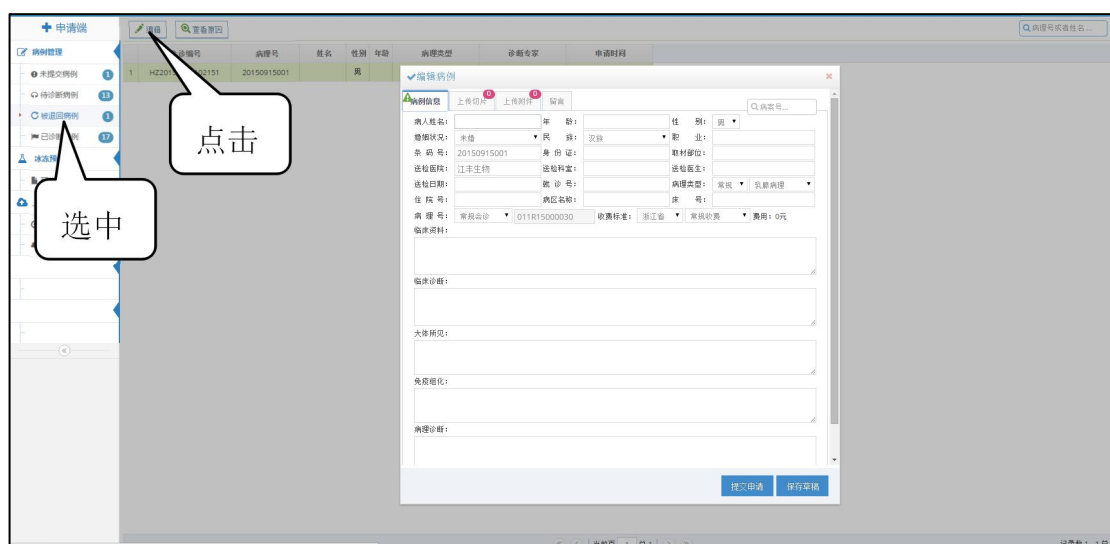 申请端
编辑 查看原因
病理号或者姓名...
病例管理
未提交病例 1
待诊断病例 13
被退回病例 1
17
病理号 姓名 性别 年龄 病理类型 诊断专家 申请时间
1 20150915001 男
点击
选中
编辑病例 ×
病例信息 上传切片 0 上传附件 0 留言
病案号...
病人姓名: 年 龄: 性 别: 男
婚姻状况: 未婚 民 族: 汉族 职 业:
条 码 号: 20150915001 身 份 证: 取材部位:
送检医院: 江丰生物 送检科室: 送检医生:
送检日期: 就 诊 号: 病理类型: 常规 乳腺病理
住 院 号: 病区名称: 床 号:
病 理 号: 常规会诊 011R15000030 收费标准: 浙江省 常规收费 费用: 0元
临床资料:
临床诊断:
大体所见:
免疫组化:
病理诊断:
提交申请 保存草稿